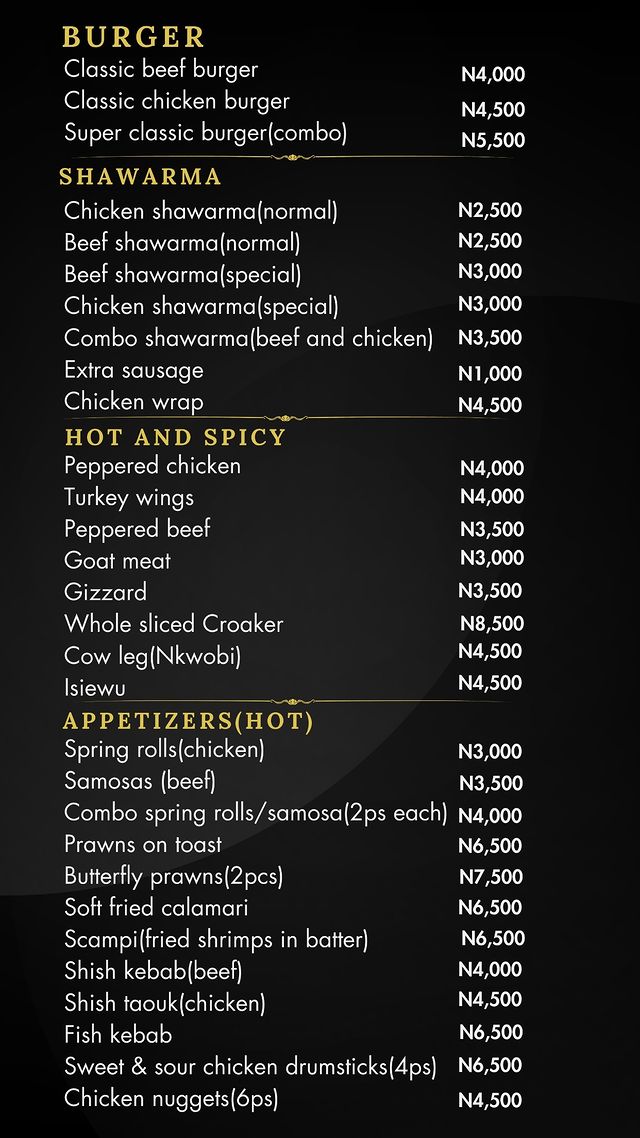 BURGER
Classic beef burger N4,000
Classic chicken burger N4,500
Super classic burger(combo) N5,500
SHAWARMA
Chicken shawarma(normal) N2,500
Beef shawarma(normal) N2,500
Beef shawarma(special) N3,000
Chicken shawarma(special) N3,000
Combo shawarma(beef and chicken) N3,500
Extra sausage N1,000
Chicken wrap N4,500
HOT AND SPICY
Peppered chicken N4,000
Turkey wings N4,000
Peppered beef N3,500
Goat meat N3,000
Gizzard N3,500
Whole sliced Croaker N8,500
Cow leg(Nkwobi) N4,500
Isiewu N4,500
APPETIZERS(HOT)
Spring rolls(chicken) N3,000
Samosas (beef) N3,500
Combo spring rolls/samosa(2ps each) N4,000
Prawns on toast N6,500
Butterfly prawns(2pcs) N7,500
Soft fried calamari N6,500
Scampi(fried shrimps in batter) N6,500
Shish kebab(beef) N4,000
Shish taouk(chicken) N4,500
Fish kebab N6,500
Sweet & sour chicken drumsticks(4ps) N6,500
Chicken nuggets(6ps) N4,500